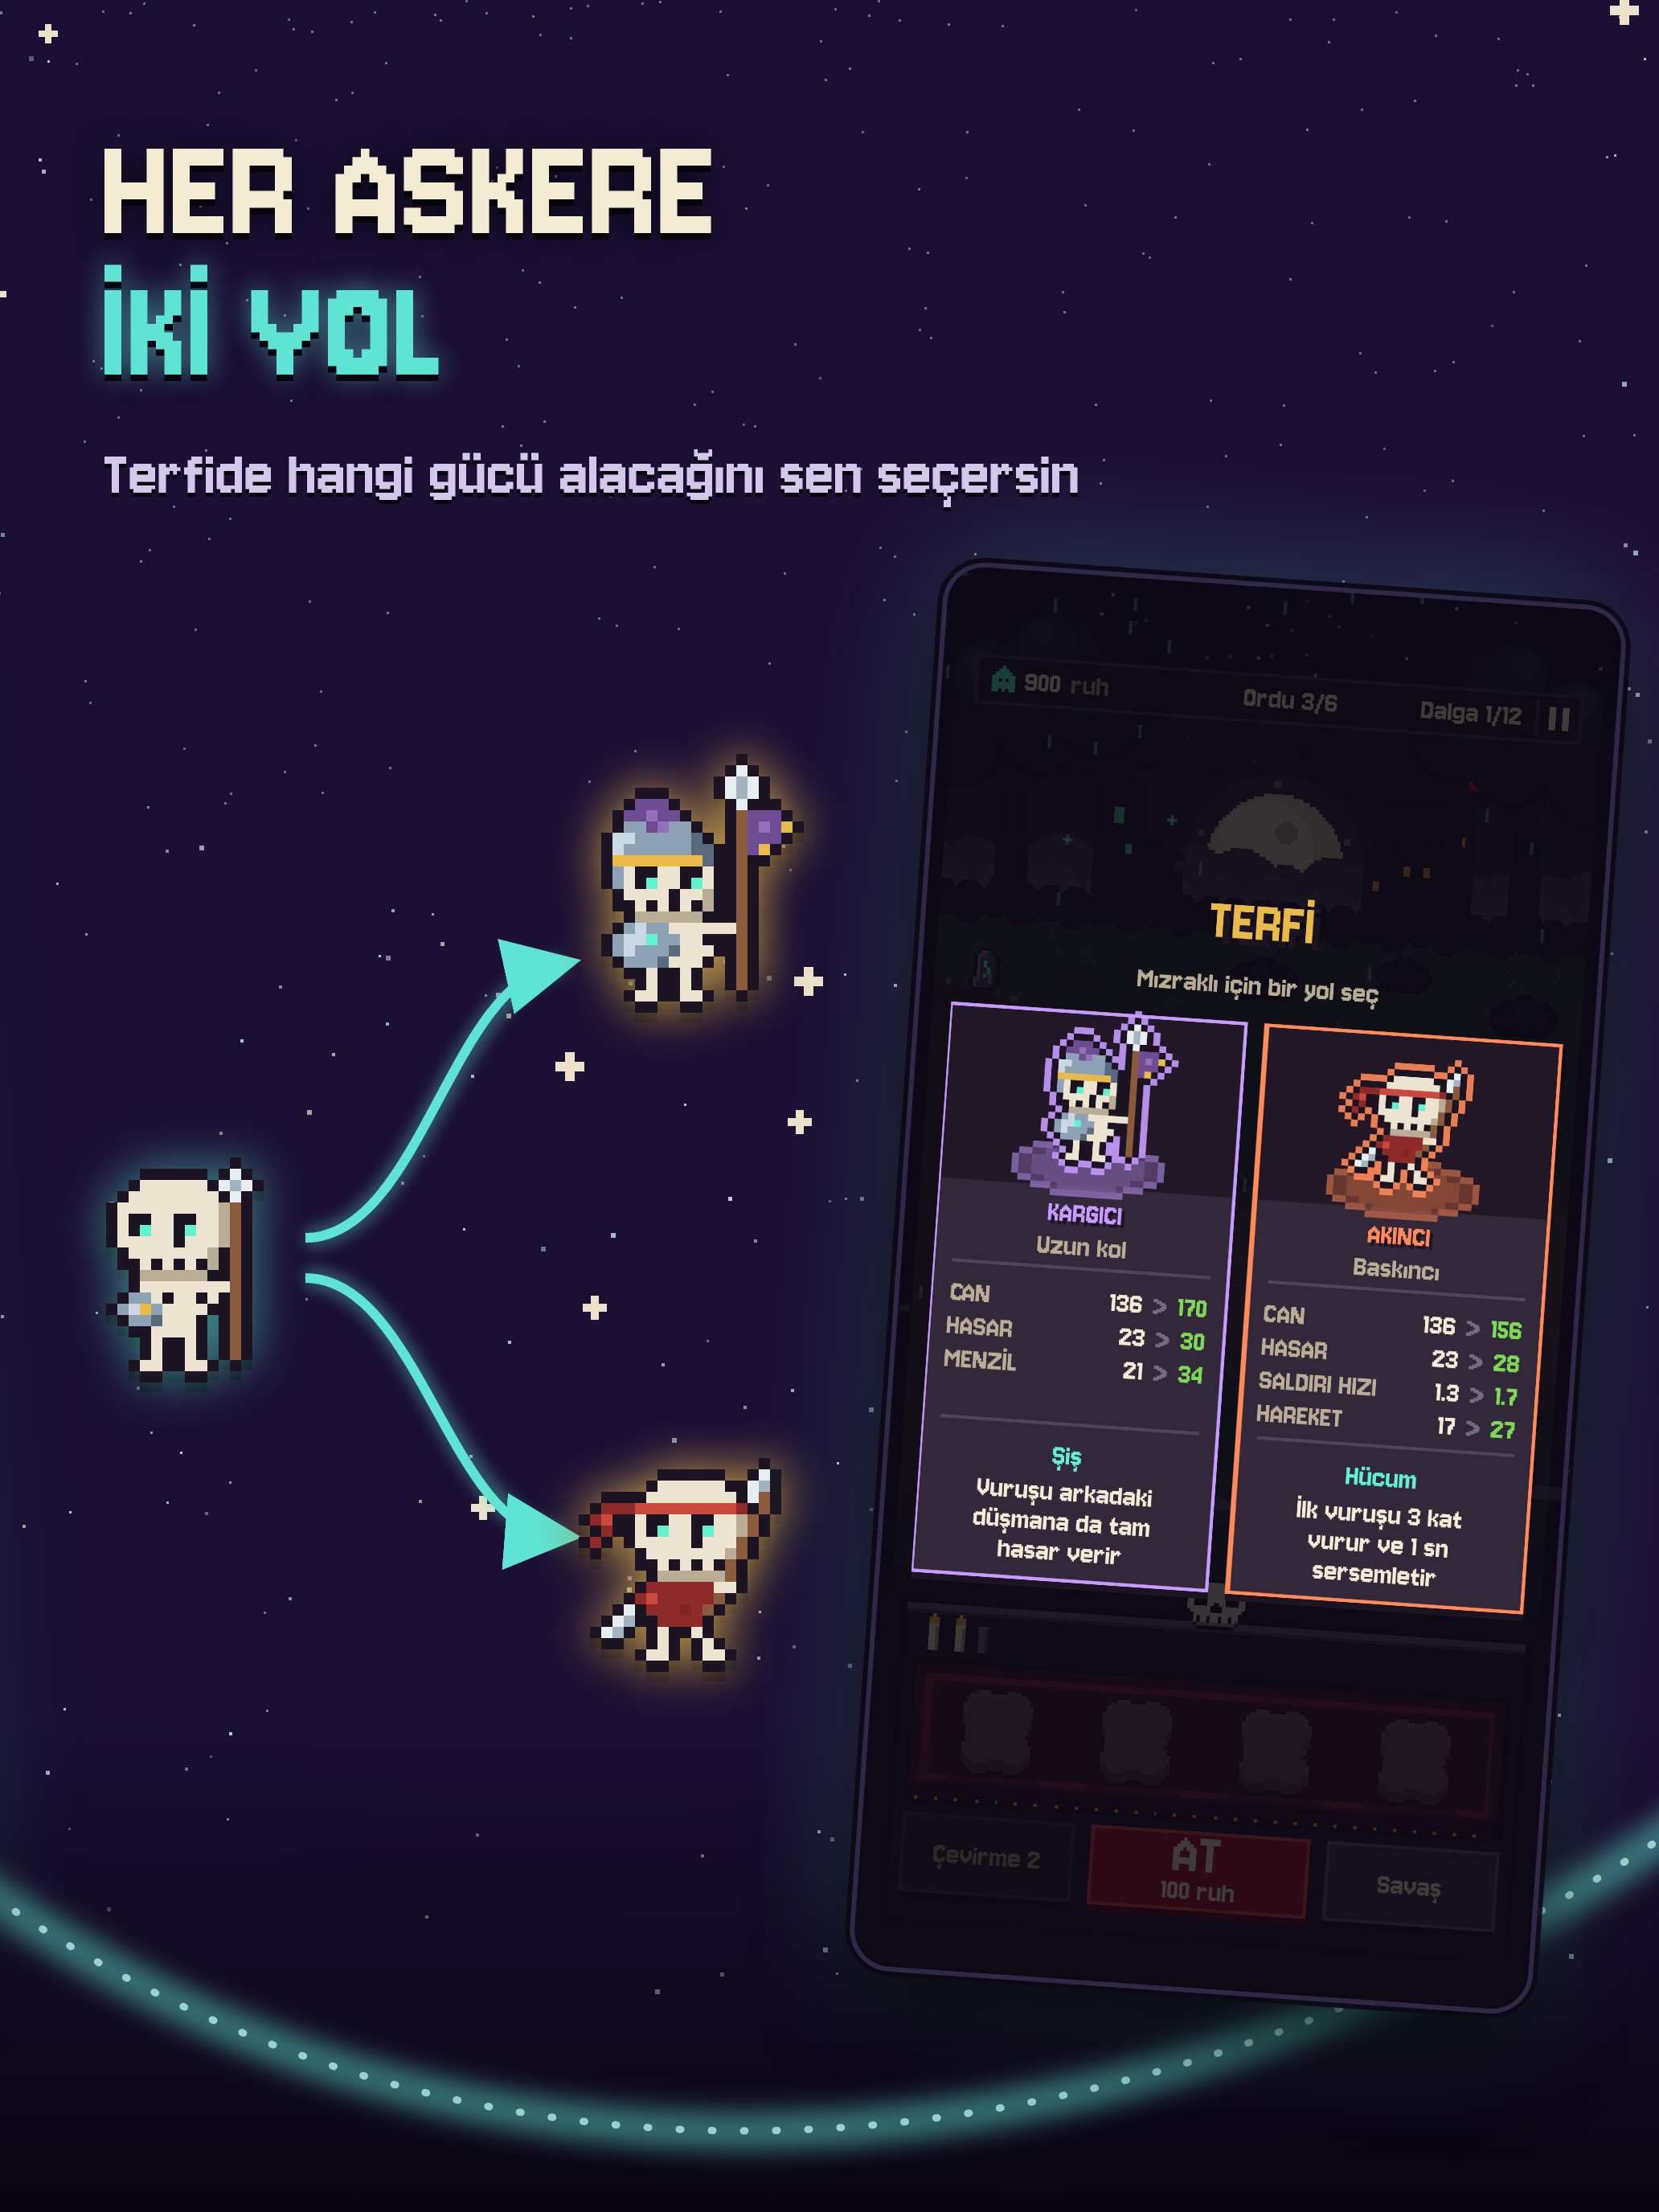 HER ASKERE
İKİ YOL
Terfide hangi gücü alacağını sen seçersin
900 ruh
Ordu 3/6
Dalga 1/12
TERFİ
Mızraklı için bir yol seç
KARGICI
Uzun kol
CAN 136 > 170
HASAR 23 > 30
MENZİL 21 > 34
Şiş
Vuruşu arkadaki
düşmana da tam
hasar verir
AKINCI
Baskıncı
CAN 136 > 156
HASAR 23 > 28
SALDIRI HIZI 1.3 > 1.7
HAREKET 17 > 27
Hücum
İlk vuruşu 3 kat
vurur ve 1 sn
sersemletir
Çevirme 2
AT
100 ruh
Savaş